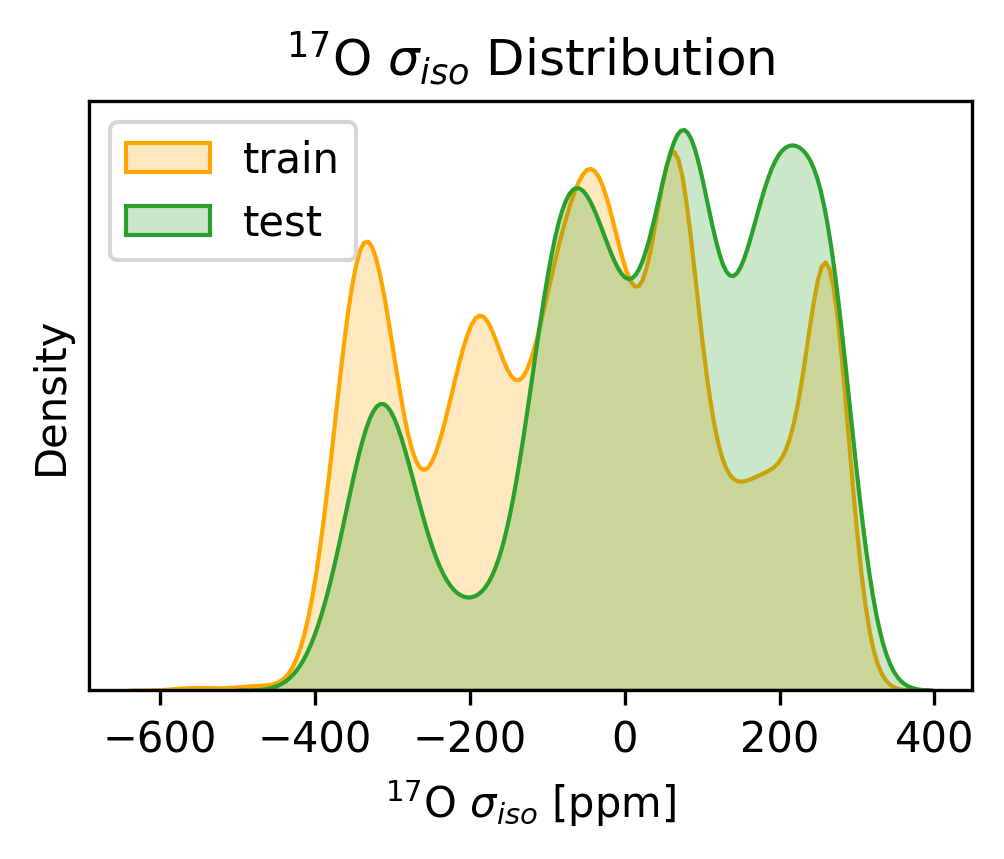 ¹⁷O σ_iso Distribution
train
test
Density
−600 −400 −200 0 200 400
¹⁷O σ_iso [ppm]